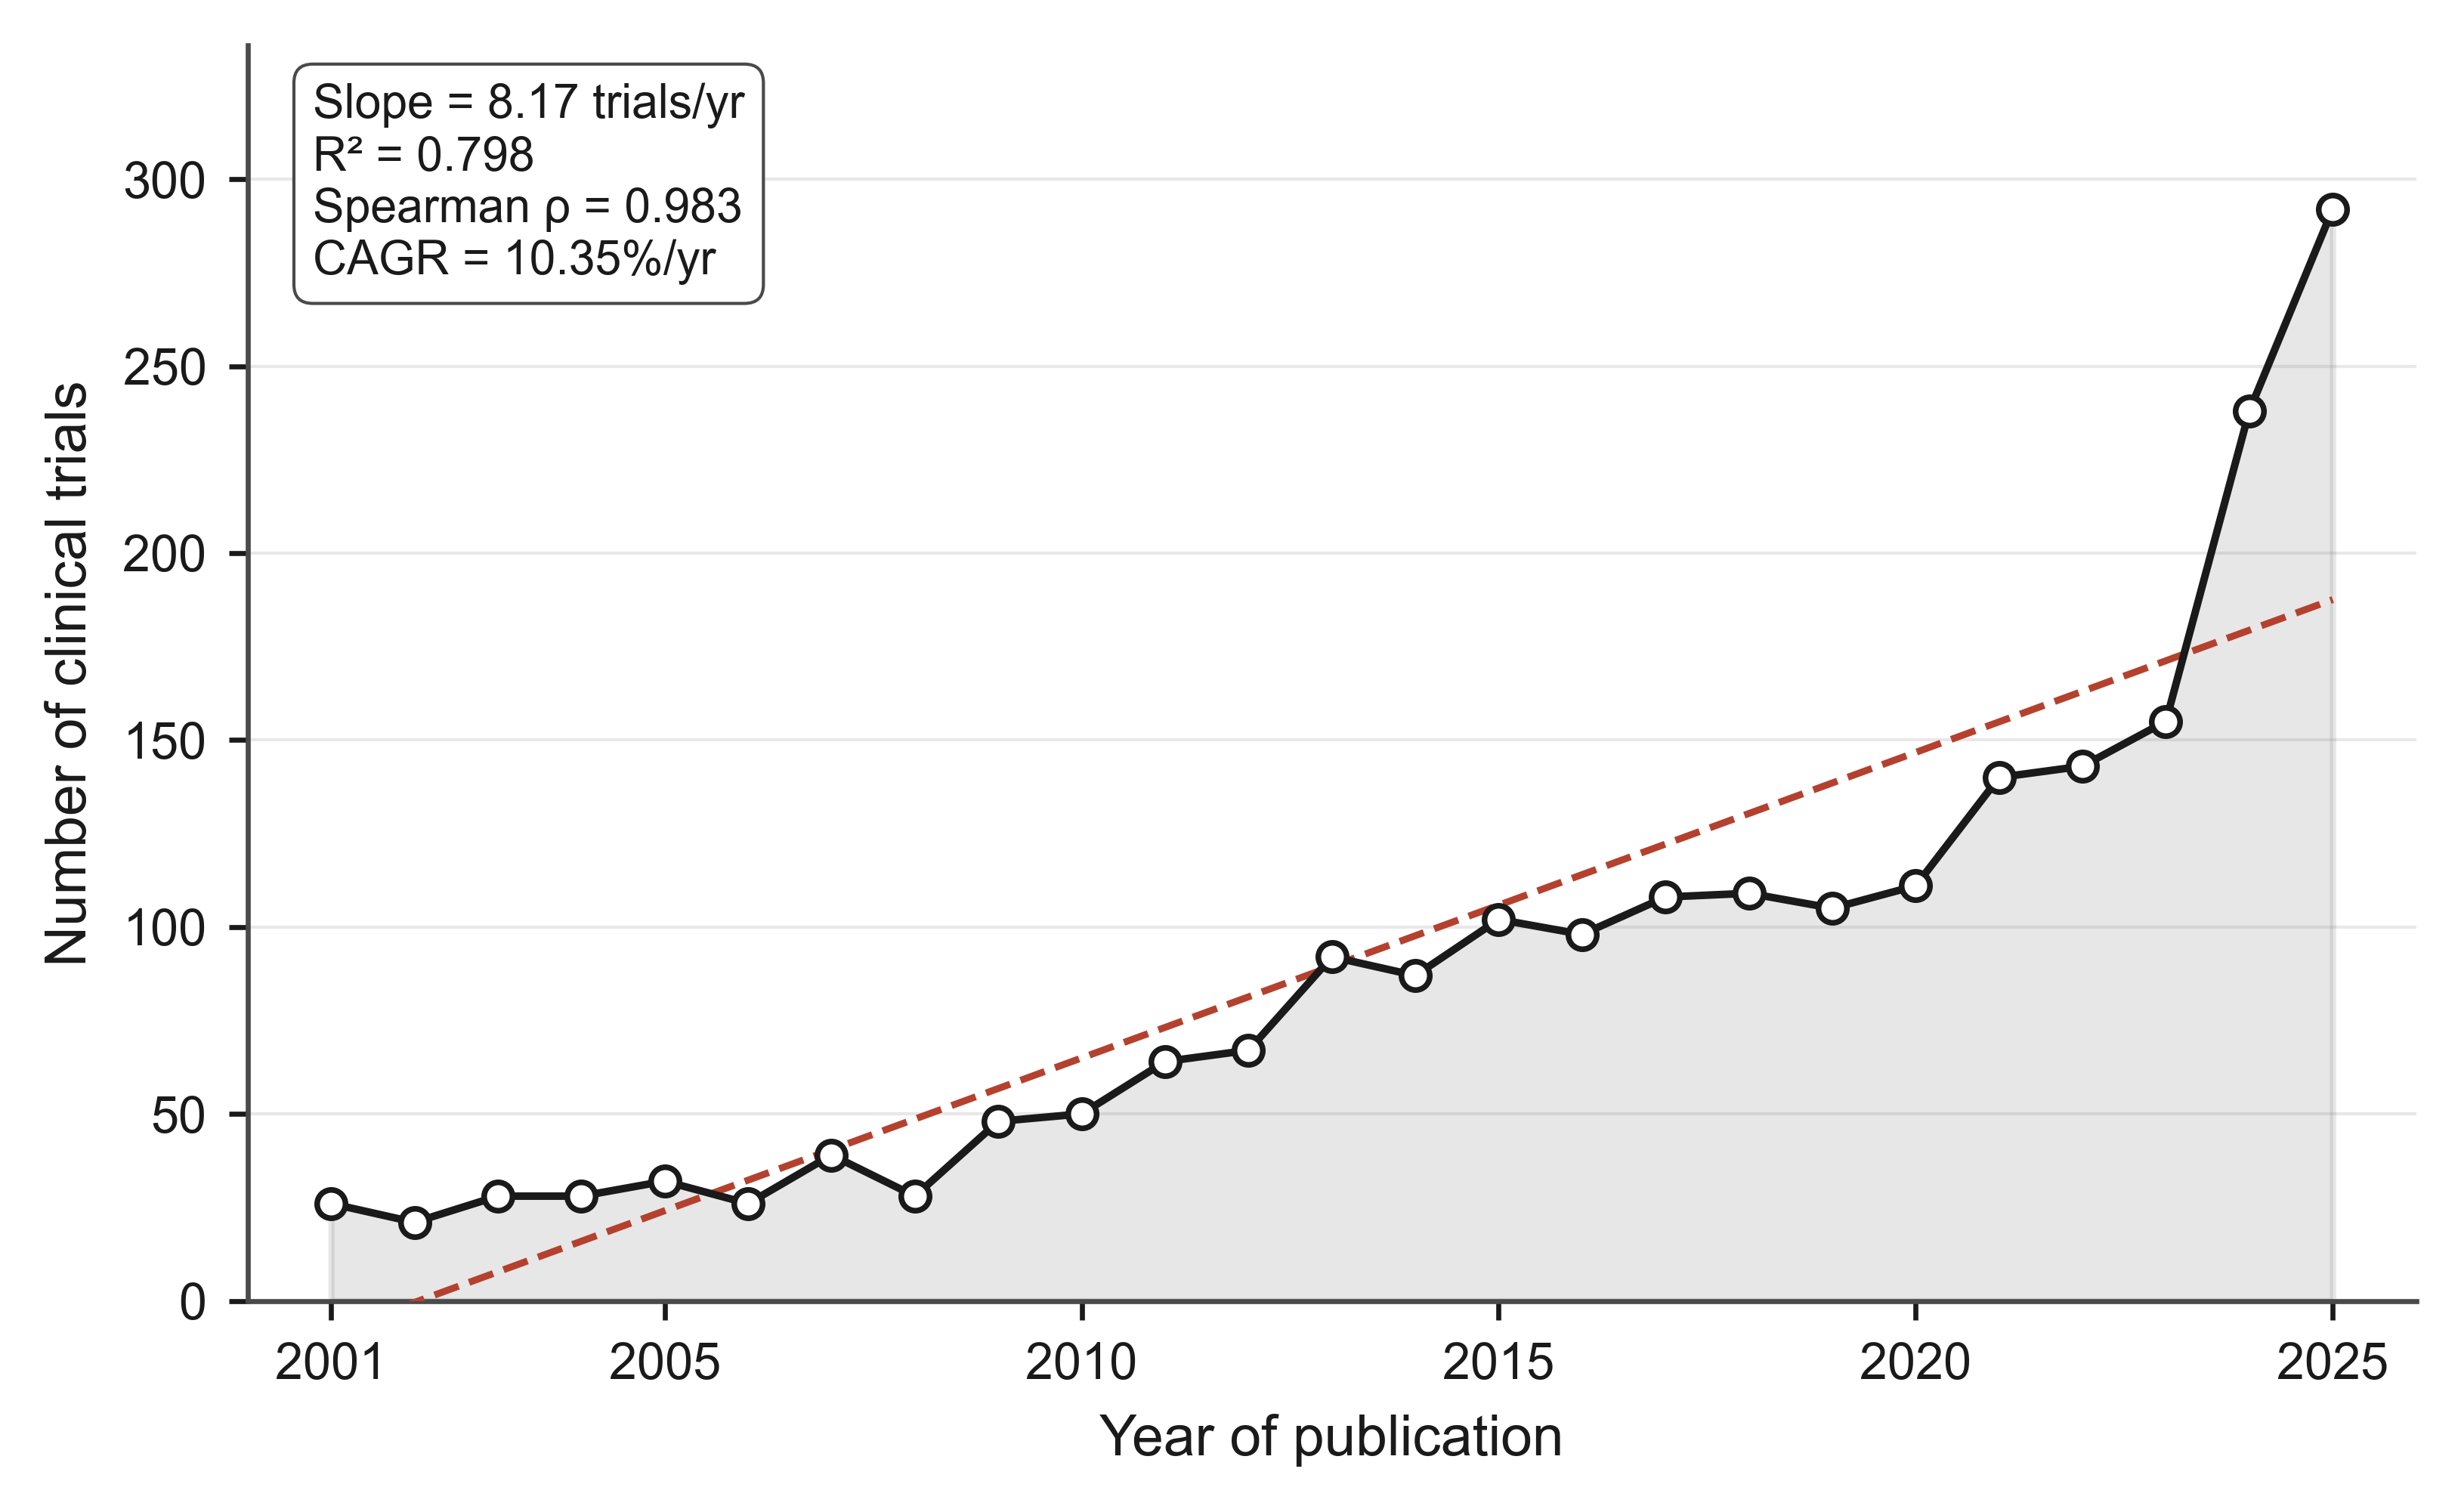 Slope = 8.17 trials/yr
R² = 0.798
Spearman ρ = 0.983
CAGR = 10.35%/yr
300
250
200
150
100
50
0
Number of clinical trials
2001 2005 2010 2015 2020 2025
Year of publication